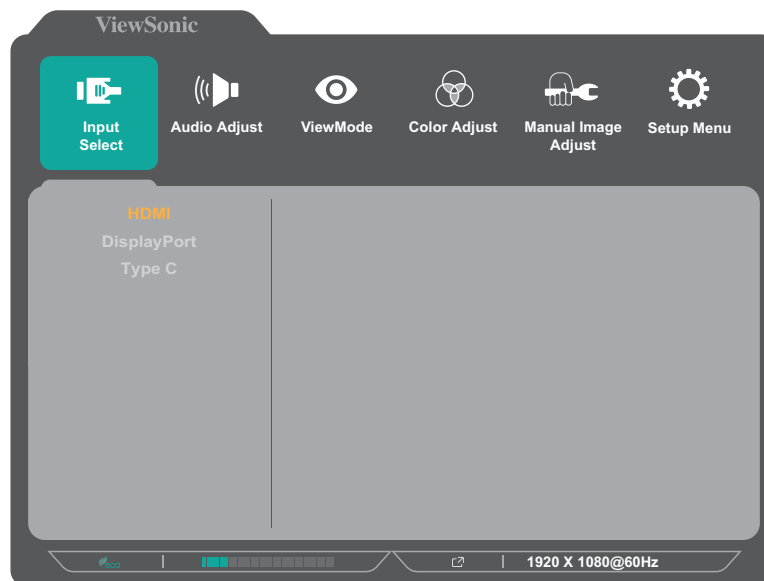 ViewSonic
Input
Select
Audio Adjust
ViewMode
Color Adjust
Manual Image
Adjust
Setup Menu
HDMI
DisplayPort
Type C
eco
1920 X 1080@60Hz